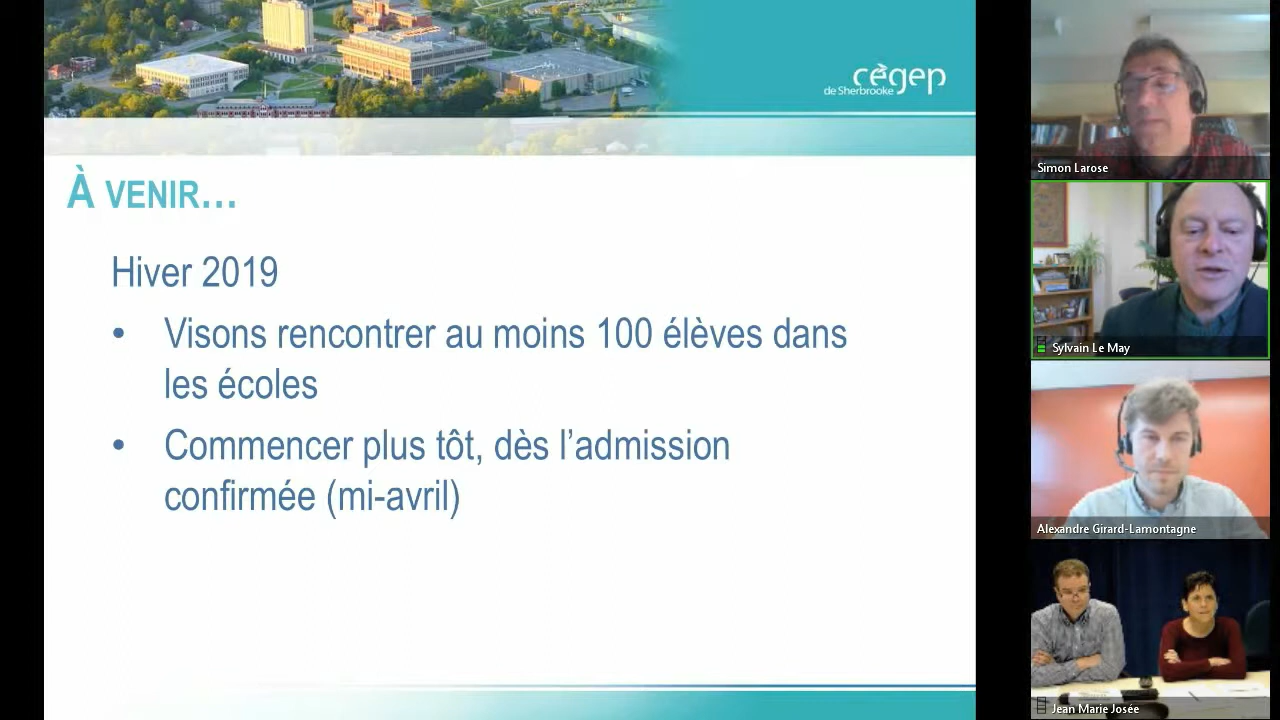 cégep
de Sherbrooke
À VENIR...
Hiver 2019
• Visons rencontrer au moins 100 élèves dans
les écoles
• Commencer plus tôt, dès l'admission
confirmée (mi-avril)
Simon Larose
Sylvain Le May
Alexandre Girard-Lamontagne
Jean Marie Josée